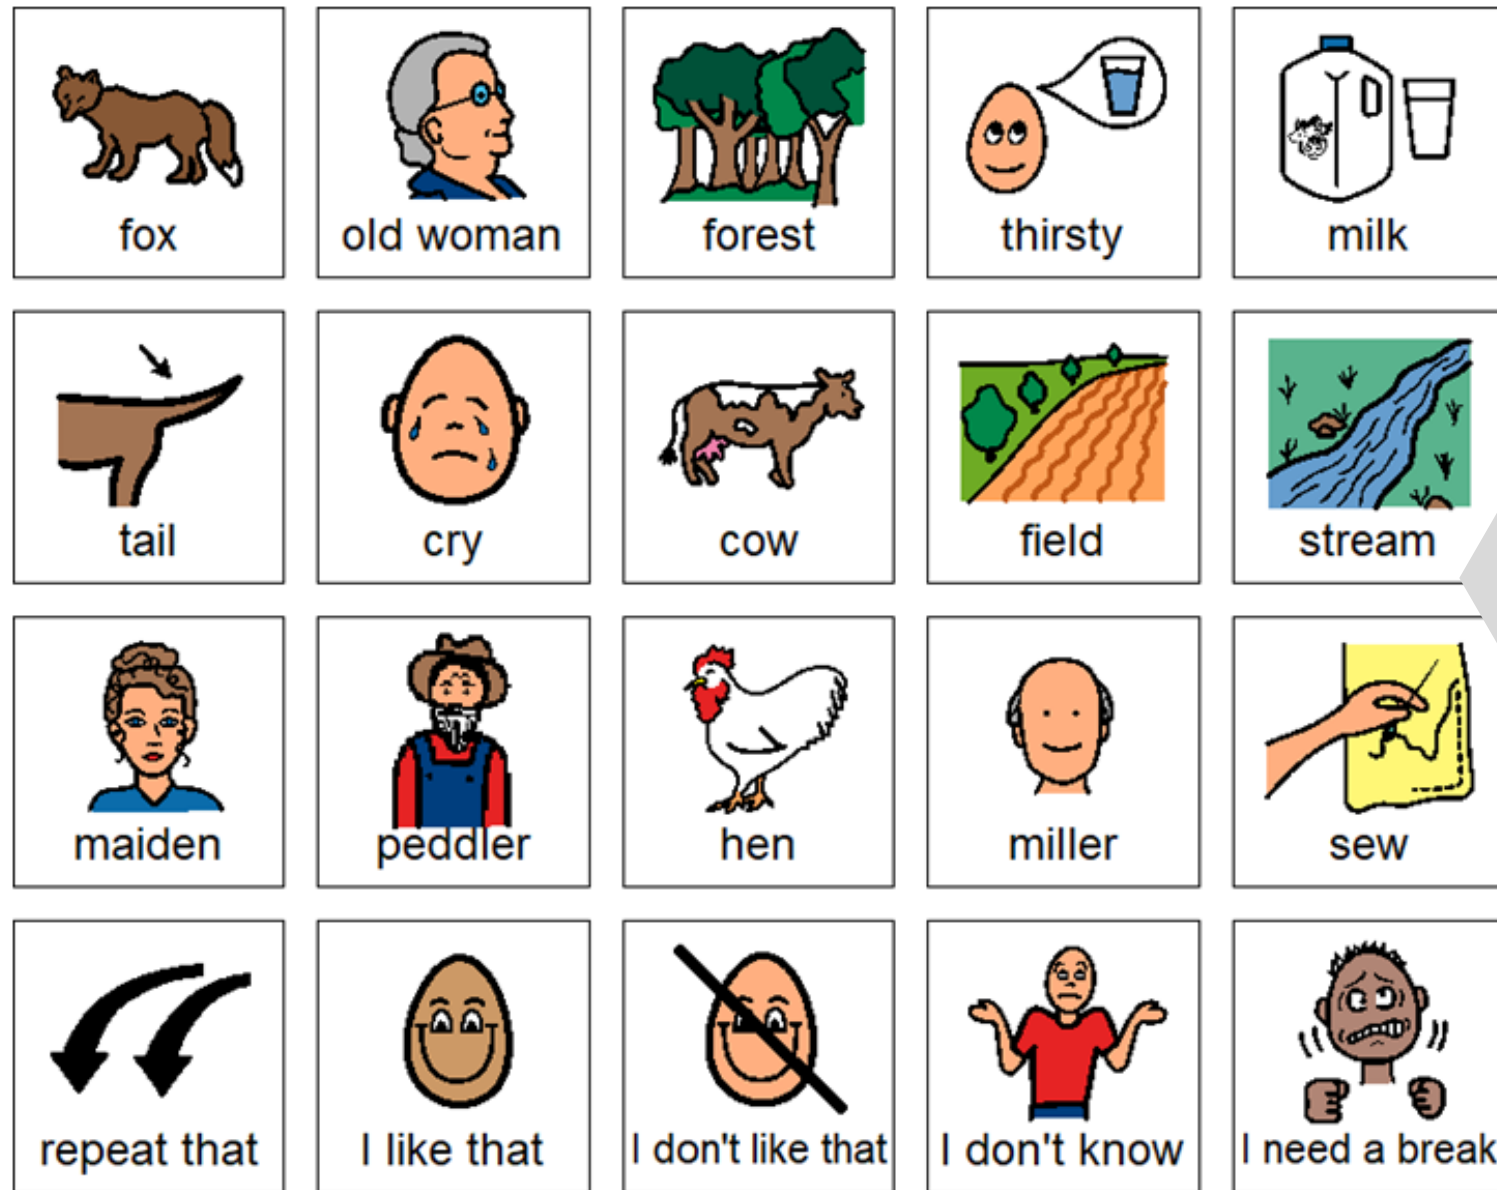 fox
old woman
forest
thirsty
milk
tail
cry
cow
field
stream
maiden
peddler
hen
miller
sew
repeat that
I like that
I don't like that
I don't know
I need a break